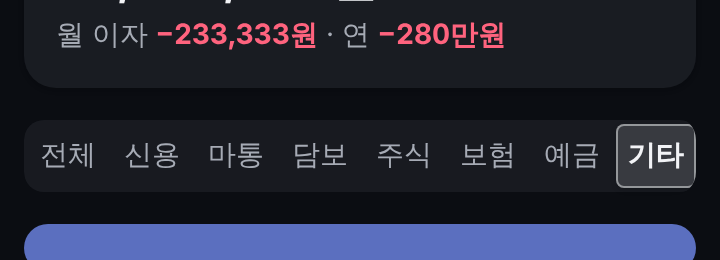 월 이자 −233,333원 · 연 −280만원
전체 신용 마통 담보 주식 보험 예금 기타